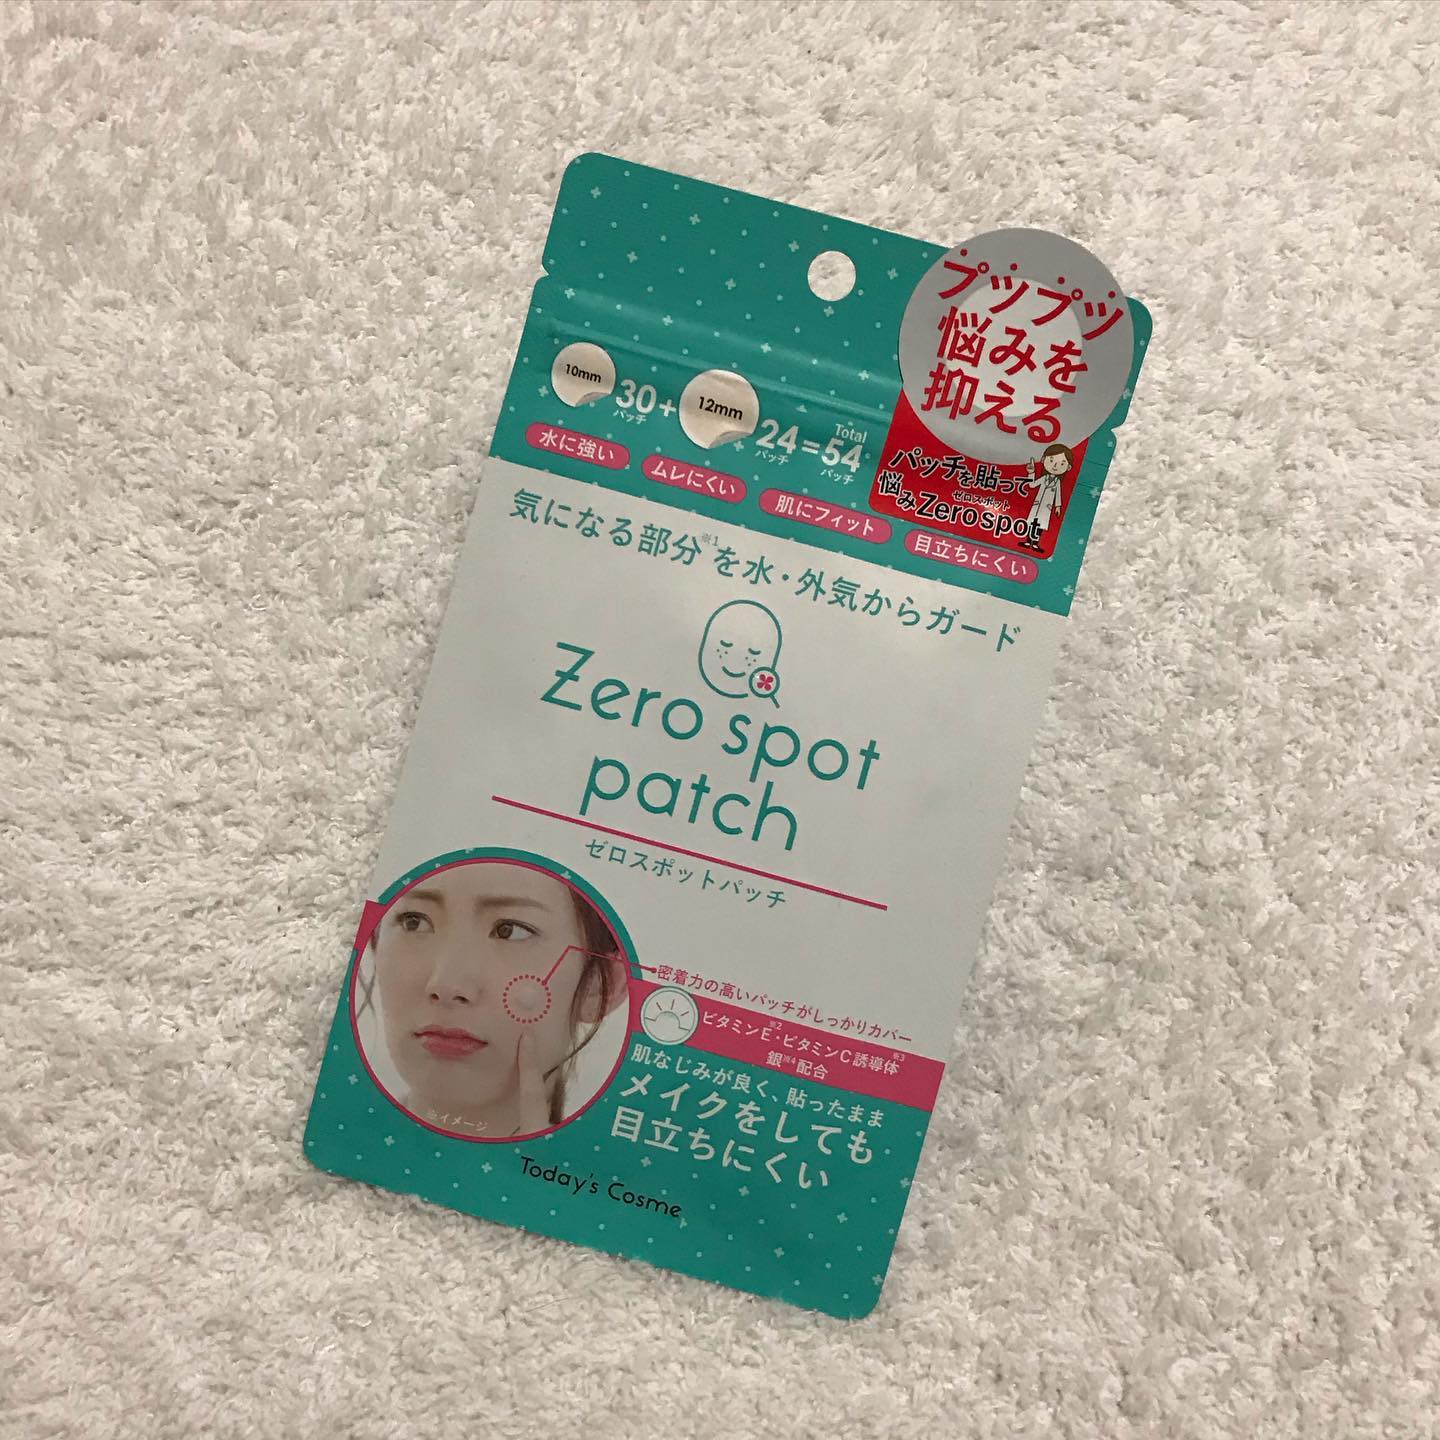 プツプツ
悩みを
抑える
パッチを貼って
ゼロスポット
悩みZerospot
10mm
30
パッチ
+
12mm
24
パッチ
=
Total
54
パッチ
水に強い
ムレにくい
肌にフィット
目立ちにくい
気になる部分※1を水・外気からガード
Zero spot
patch
ゼロスポットパッチ
密着力の高いパッチがしっかりカバー
ビタミンE※2・ビタミンC誘導体※3
銀※4配合
肌なじみが良く、貼ったまま
メイクをしても
目立ちにくい
※イメージ
Today's Cosme